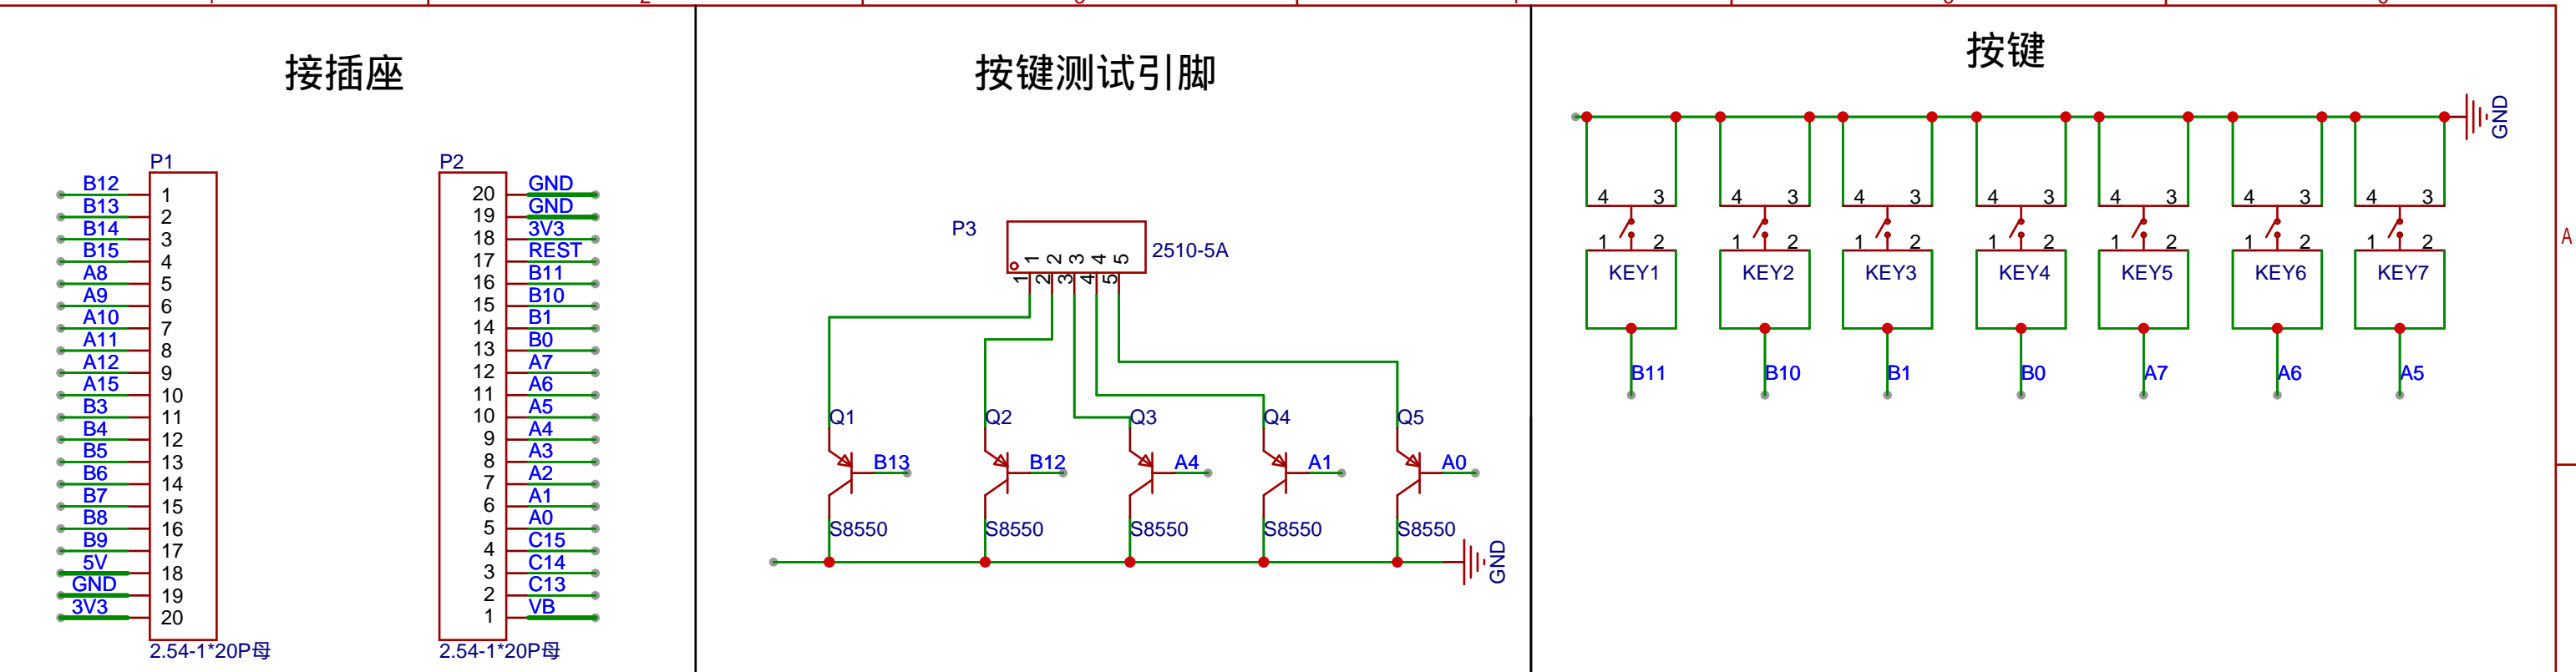 接插座
P1
B12 1
B13 2
B14 3
B15 4
A8 5
A9 6
A10 7
A11 8
A12 9
A15 10
B3 11
B4 12
B5 13
B6 14
B7 15
B8 16
B9 17
5V 18
GND 19
3V3 20
2.54-1*20P母
P2
20 GND
19 GND
18 3V3
17 REST
16 B11
15 B10
14 B1
13 B0
12 A7
11 A6
10 A5
9 A4
8 A3
7 A2
6 A1
5 A0
4 C15
3 C14
2 C13
1 VB
2.54-1*20P母
按键测试引脚
P3
2510-5A
1 2 3 4 5
1 2 3 4 5
Q1 Q2 Q3 Q4 Q5
B13 B12 A4 A1 A0
S8550 S8550 S8550 S8550 S8550
GND
按键
GND
4 3 4 3 4 3 4 3 4 3 4 3 4 3
1 2 1 2 1 2 1 2 1 2 1 2 1 2
KEY1 KEY2 KEY3 KEY4 KEY5 KEY6 KEY7
B11 B10 B1 B0 A7 A6 A5
A